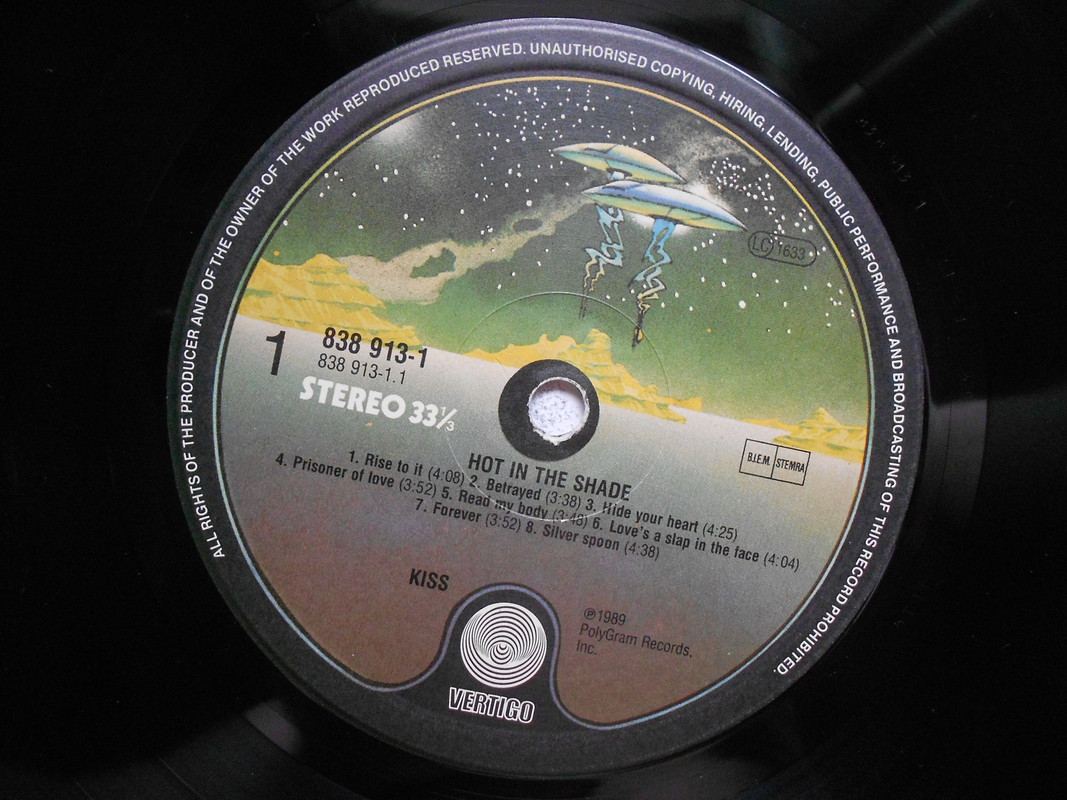 ALL RIGHTS OF THE PRODUCER AND OF THE OWNER OF THE WORK REPRODUCED RESERVED. UNAUTHORISED COPYING, HIRING, LENDING, PUBLIC PERFORMANCE AND BROADCASTING OF THIS RECORD PROHIBITED.
LC 1633
1
838 913-1
838 913-1.1
STEREO 33 1/3
B.I.E.M. STEMRA
HOT IN THE SHADE
1. Rise to it (4:08) 2. Betrayed (3:38) 3. Hide your heart (4:25)
4. Prisoner of love (3:52) 5. Read my body (3:48) 6. Love's a slap in the face (4:04)
7. Forever (3:52) 8. Silver spoon (4:38)
KISS
℗1989
PolyGram Records,
Inc.
VERTIGO